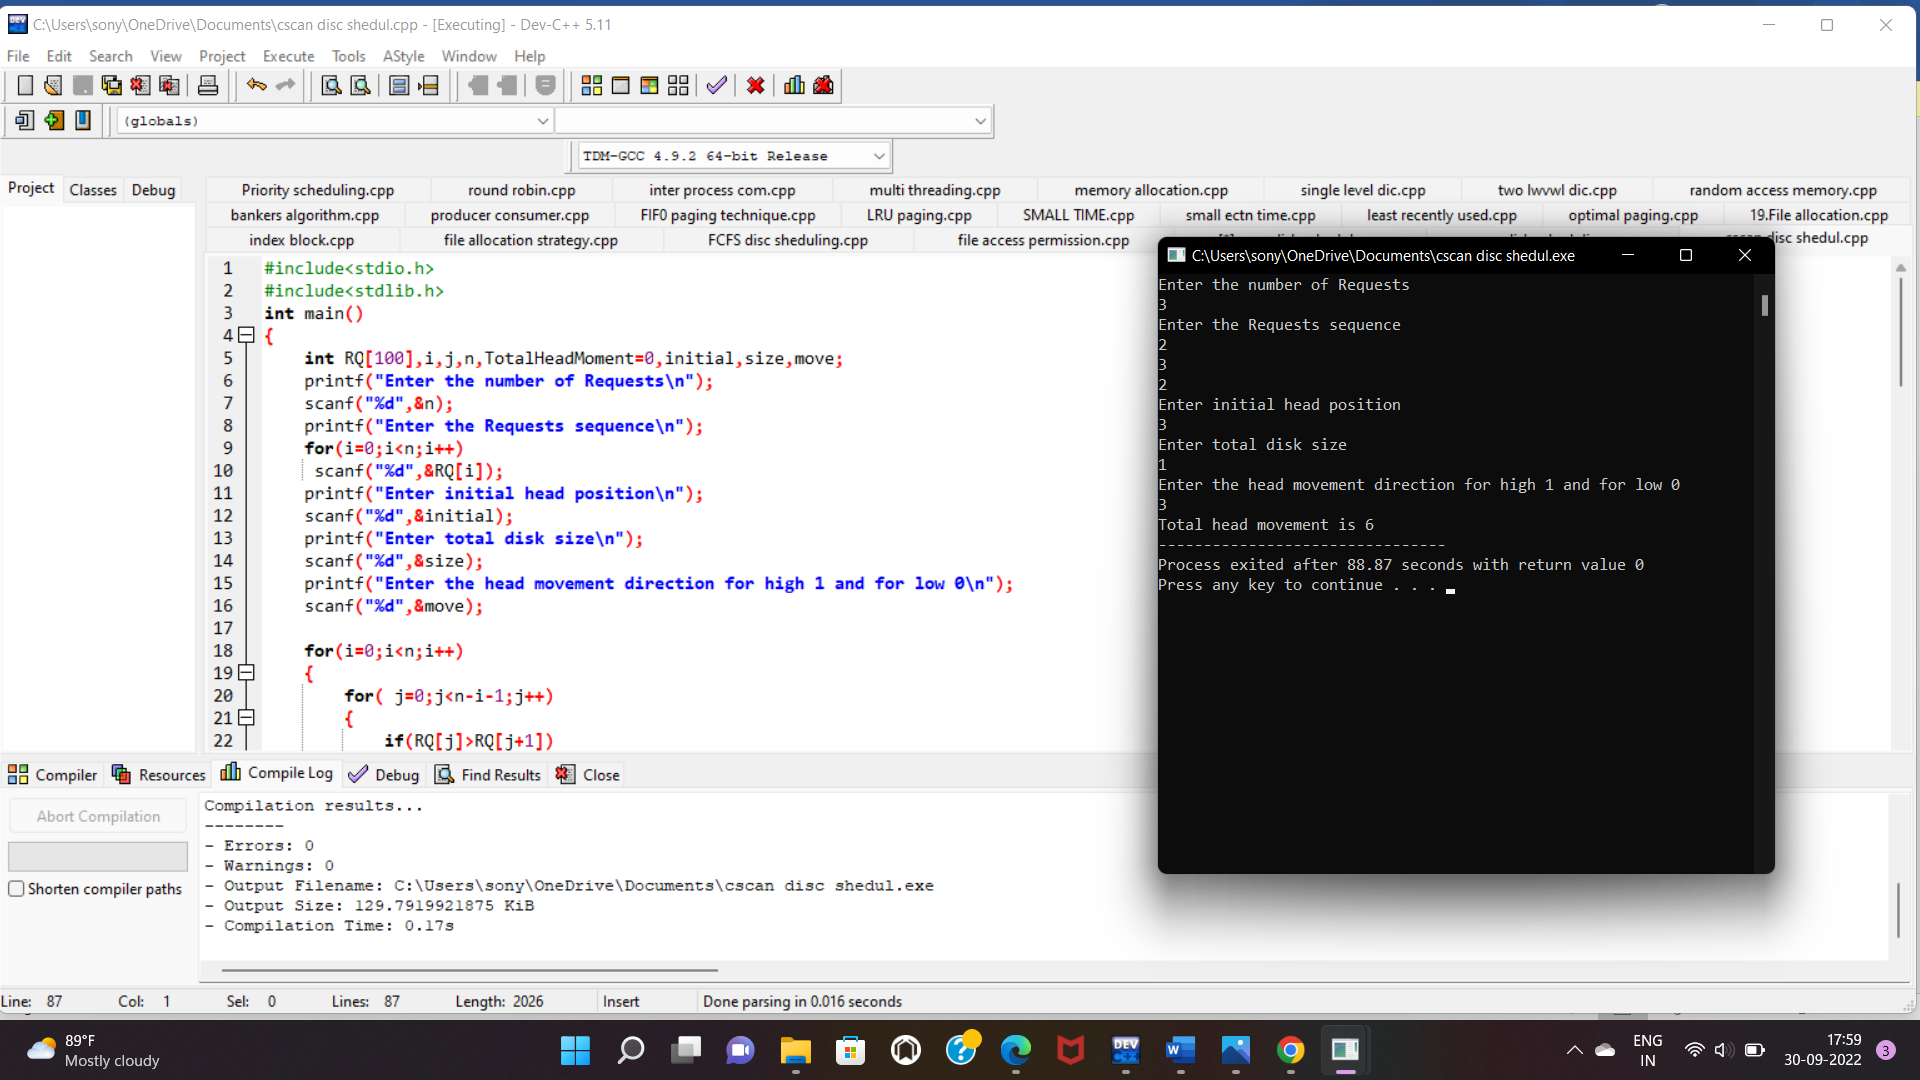 C:\Users\sony\OneDrive\Documents\cscan disc shedul.cpp - [Executing] - Dev-C++ 5.11
File Edit Search View Project Execute Tools AStyle Window Help
(globals)
TDM-GCC 4.9.2 64-bit Release
Project Classes Debug
Priority scheduling.cpp round robin.cpp inter process com.cpp multi threading.cpp memory allocation.cpp single level dic.cpp two lwvwl dic.cpp random access memory.cpp
bankers algorithm.cpp producer consumer.cpp FIFO paging technique.cpp LRU paging.cpp SMALL TIME.cpp small ectn time.cpp least recently used.cpp optimal paging.cpp 19.File allocation.cpp
index block.cpp file allocation strategy.cpp FCFS disc sheduling.cpp file access permission.cpp disc shedul.cpp
1 #include<stdio.h>
2 #include<stdlib.h>
3 int main()
4 {
5 int RQ[100],i,j,n,TotalHeadMoment=0,initial,size,move;
6 printf("Enter the number of Requests\n");
7 scanf("%d",&n);
8 printf("Enter the Requests sequence\n");
9 for(i=0;i<n;i++)
10 scanf("%d",&RQ[i]);
11 printf("Enter initial head position\n");
12 scanf("%d",&initial);
13 printf("Enter total disk size\n");
14 scanf("%d",&size);
15 printf("Enter the head movement direction for high 1 and for low 0\n");
16 scanf("%d",&move);
17
18 for(i=0;i<n;i++)
19 {
20 for( j=0;j<n-i-1;j++)
21 {
22 if(RQ[j]>RQ[j+1])
C:\Users\sony\OneDrive\Documents\cscan disc shedul.exe
Enter the number of Requests
3
Enter the Requests sequence
2
3
2
Enter initial head position
3
Enter total disk size
1
Enter the head movement direction for high 1 and for low 0
3
Total head movement is 6
--------------------------------
Process exited after 88.87 seconds with return value 0
Press any key to continue . . .
Compiler Resources Compile Log Debug Find Results Close
Abort Compilation
Shorten compiler paths
Compilation results...
--------
- Errors: 0
- Warnings: 0
- Output Filename: C:\Users\sony\OneDrive\Documents\cscan disc shedul.exe
- Output Size: 129.7919921875 KiB
- Compilation Time: 0.17s
Line: 87 Col: 1 Sel: 0 Lines: 87 Length: 2026 Insert Done parsing in 0.016 seconds
89°F
Mostly cloudy
DEV C++
W
ENG
IN
17:59
30-09-2022
3